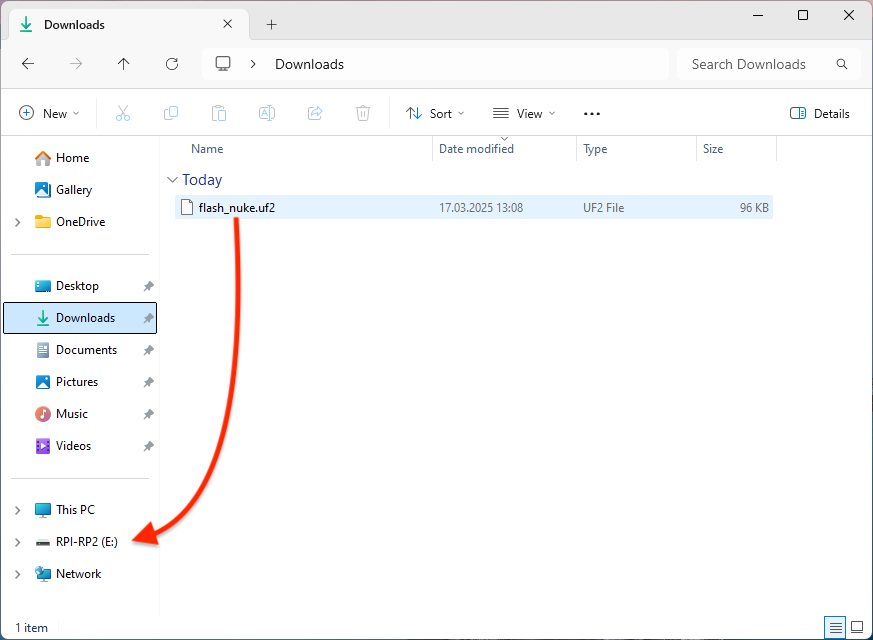 Downloads
Downloads
Search Downloads
New
Sort
View
Details
Name Date modified Type Size
Today
flash_nuke.uf2 17.03.2025 13:08 UF2 File 96 KB
Home
Gallery
OneDrive
Desktop
Downloads
Documents
Pictures
Music
Videos
This PC
RPI-RP2 (E:)
Network
1 item